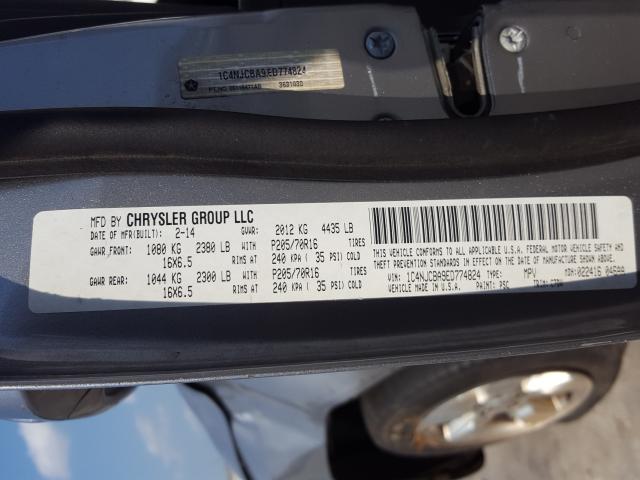 1C4NJCBA9ED774824
MFD BY CHRYSLER GROUP LLC
DATE OF MFR(BUILT) 2-14 GVWR: 2012 KG 4435 LB
GAWR FRONT: 1080 KG 2380 LB WITH P205/70R16 TIRES
16X6.5 RIMS AT 240 KPA ( 35 PSI) COLD
GAWR REAR: 1044 KG 2300 LB WITH P205/70R16 TIRES
16X6.5 RIMS AT 240 KPA ( 35 PSI) COLD
THIS VEHICLE CONFORMS TO ALL APPLICABLE U.S.A. FEDERAL MOTOR VEHICLE SAFETY AND
THEFT PREVENTION STANDARDS IN EFFECT ON THE DATE OF MANUFACTURE SHOWN ABOVE.
VIN: 1C4NJCBA9ED774824 TYPE: MPV MDH: 022416
VEHICLE MADE IN U.S.A. PAINT: PSC TRIM: